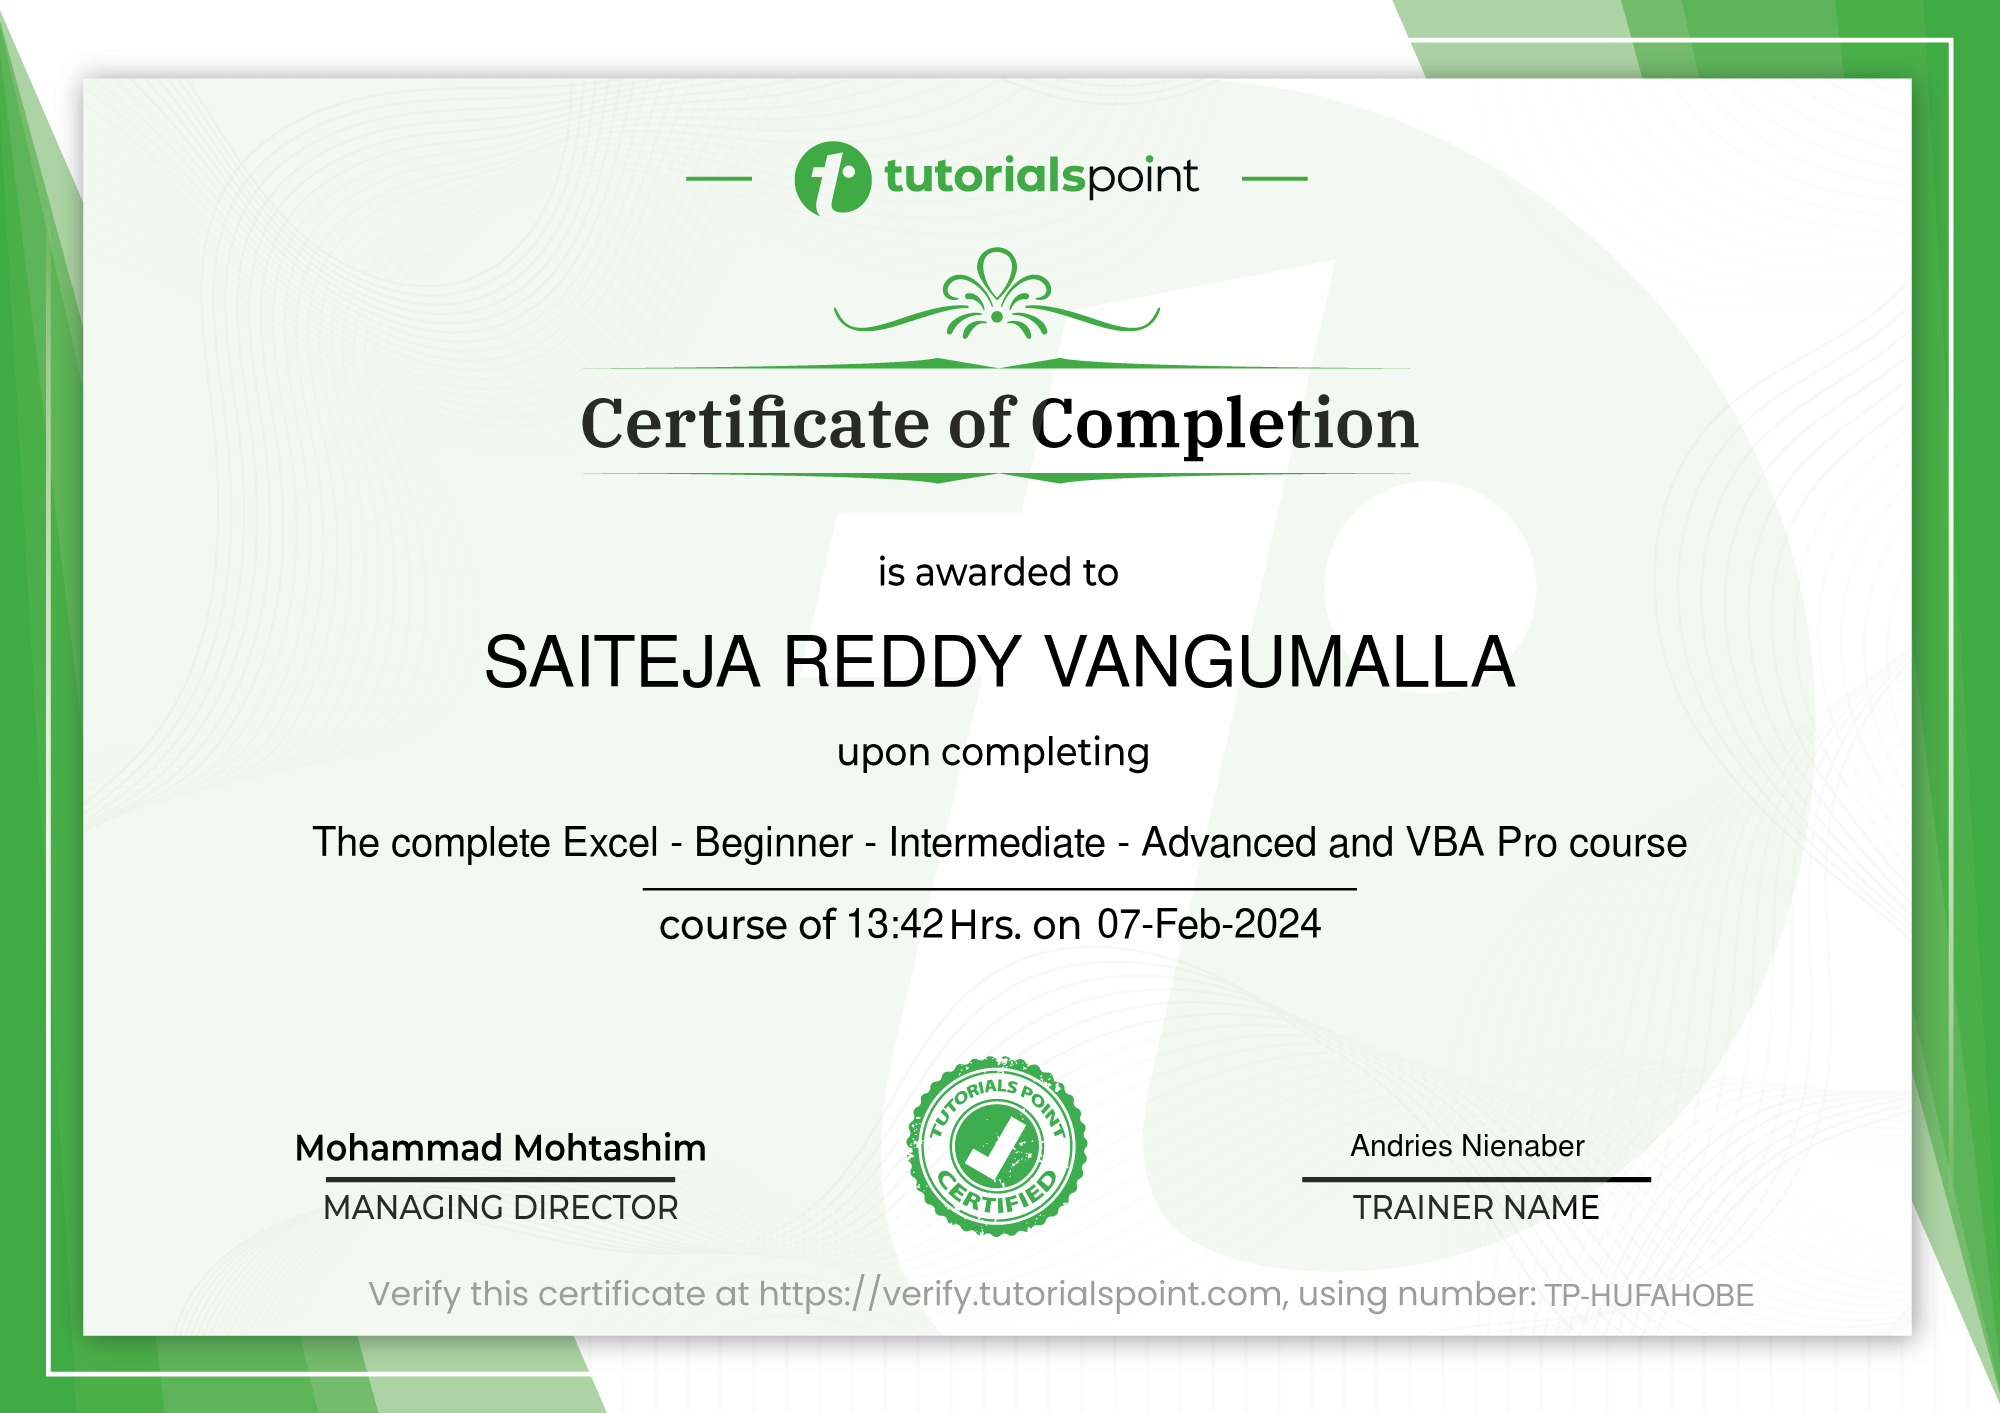 tutorialspoint
Certificate of Completion
is awarded to
SAITEJA REDDY VANGUMALLA
upon completing
The complete Excel - Beginner - Intermediate - Advanced and VBA Pro course
course of 13:42 Hrs. on 07-Feb-2024
TUTORIALS POINT
CERTIFIED
Mohammad Mohtashim
MANAGING DIRECTOR
Andries Nienaber
TRAINER NAME
Verify this certificate at https://verify.tutorialspoint.com, using number: TP-HUFAHOBE